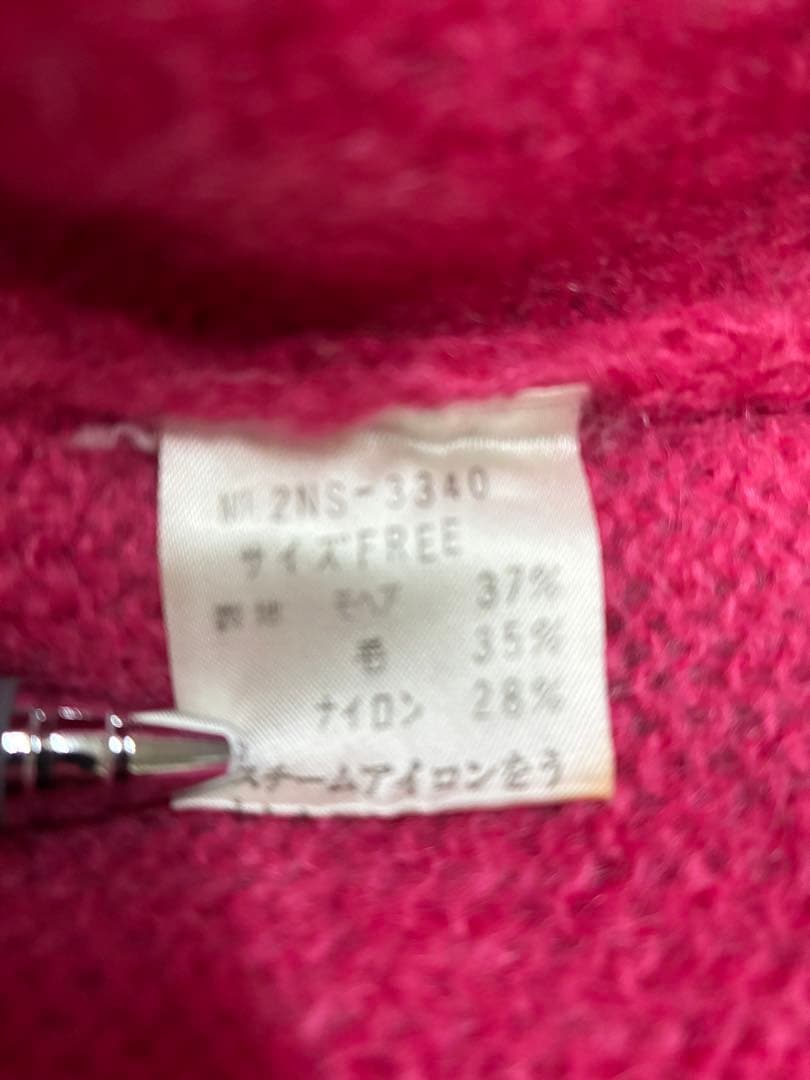 2NS-3340
サイズFREE
モヘア 37%
毛 35%
ナイロン 28%
スチームアイロンをう